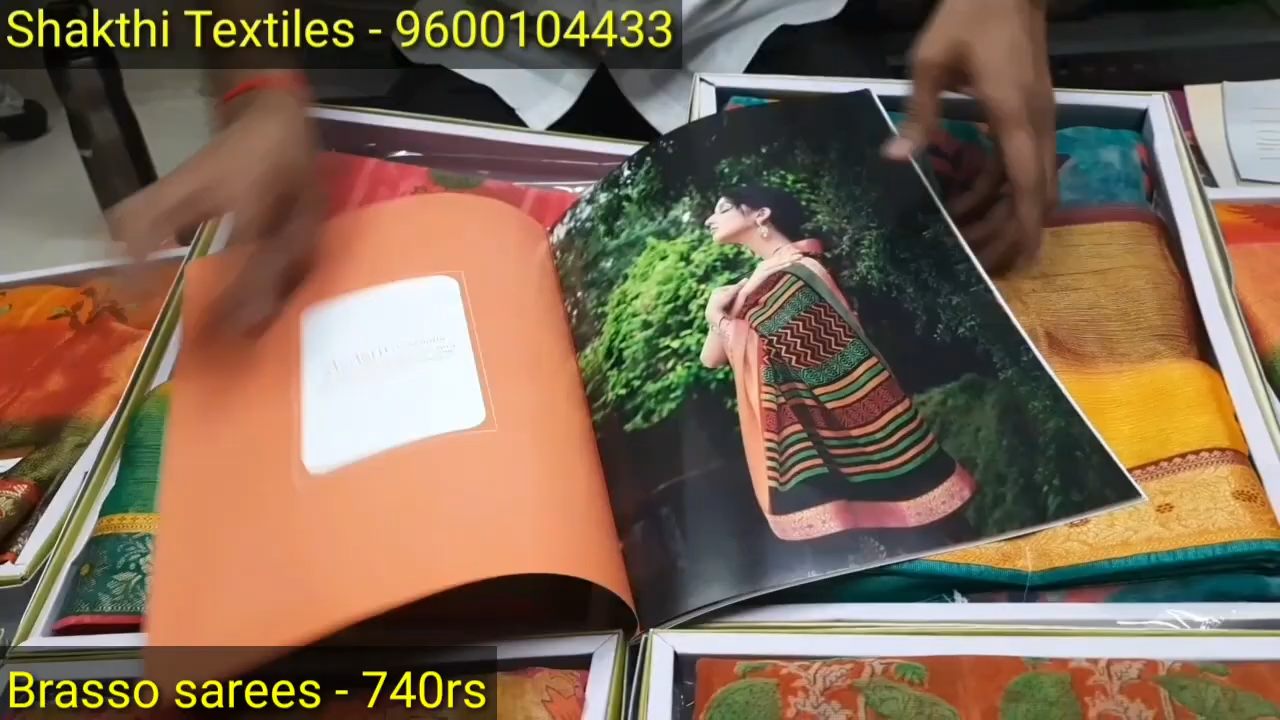 Shakthi Textiles - 9600104433
Brasso sarees - 740rs